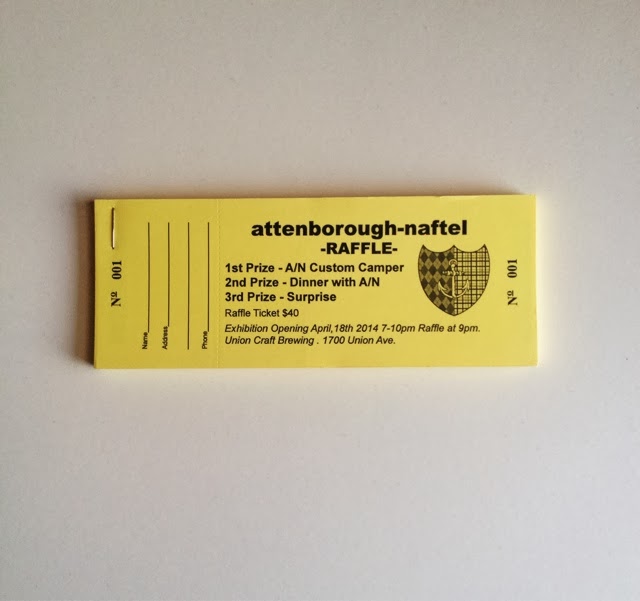 Nº 001
Name
Address
Phone
attenborough-naftel
-RAFFLE-
1st Prize - A/N Custom Camper
2nd Prize - Dinner with A/N
3rd Prize - Surprise
Raffle Ticket $40
Exhibition Opening April,18th 2014 7-10pm Raffle at 9pm.
Union Craft Brewing . 1700 Union Ave.
Nº 001